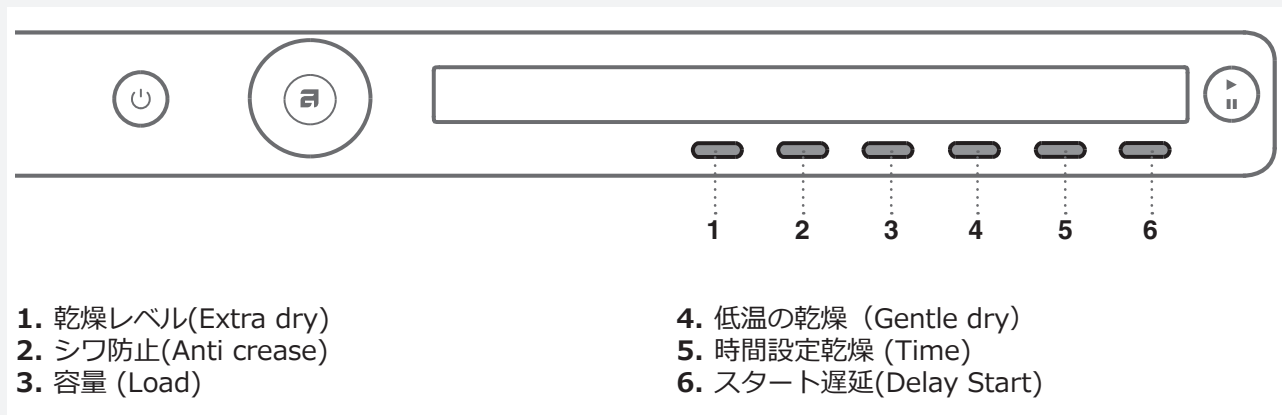 1 2 3 4 5 6
1. 乾燥レベル(Extra dry)
2. シワ防止(Anti crease)
3. 容量 (Load)
4. 低温の乾燥（Gentle dry）
5. 時間設定乾燥 (Time)
6. スタート遅延(Delay Start)